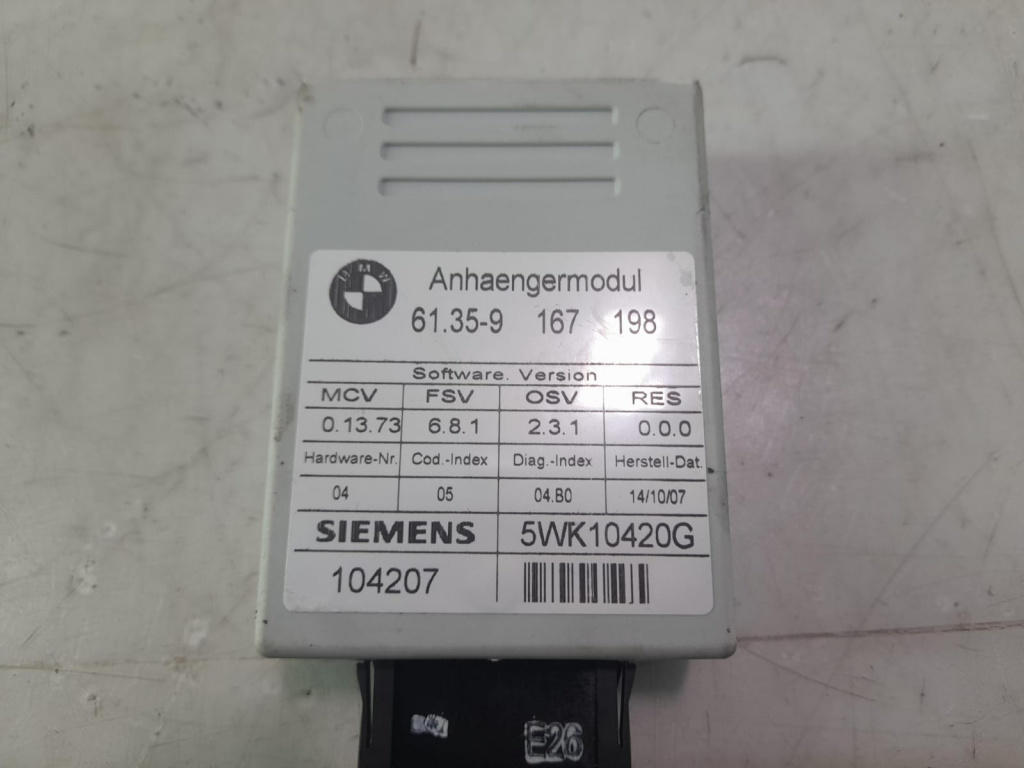 BMW
Anhaengermodul
61.35-9 167 198
Software. Version
MCV FSV OSV RES
0.13.73 6.8.1 2.3.1 0.0.0
Hardware-Nr. Cod.-Index Diag.-Index Herstell-Dat.
04 05 04.B0 14/10/07
SIEMENS 5WK10420G
104207
E26